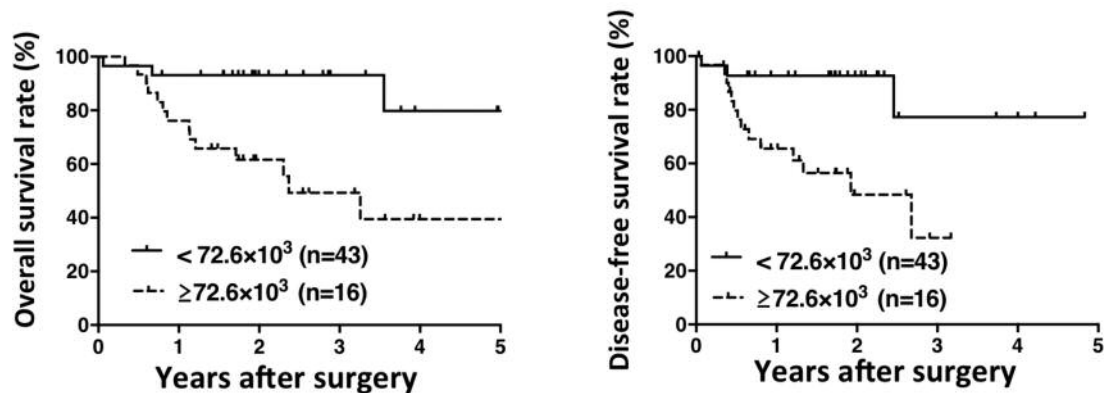 Overall survival rate (%)
100
80
60
40
20
0
< 72.6×10³ (n=43)
≥72.6×10³ (n=16)
0 1 2 3 4 5
Years after surgery
Disease-free survival rate (%)
100
80
60
40
20
0
< 72.6×10³ (n=43)
≥72.6×10³ (n=16)
0 1 2 3 4 5
Years after surgery